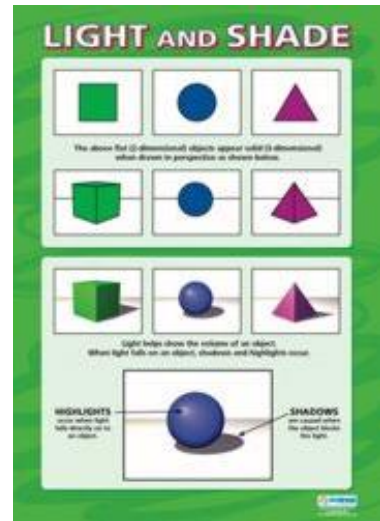 LIGHT AND SHADE
The above flat (2-dimensional) objects appear solid (3-dimensional)
when drawn in perspective as shown below.
Light helps show the volume of an object.
When light falls on an object, shadows and highlights occur.
HIGHLIGHTS
occur when light
falls directly on to
an object.
SHADOWS
are caused when
the object blocks
the light.